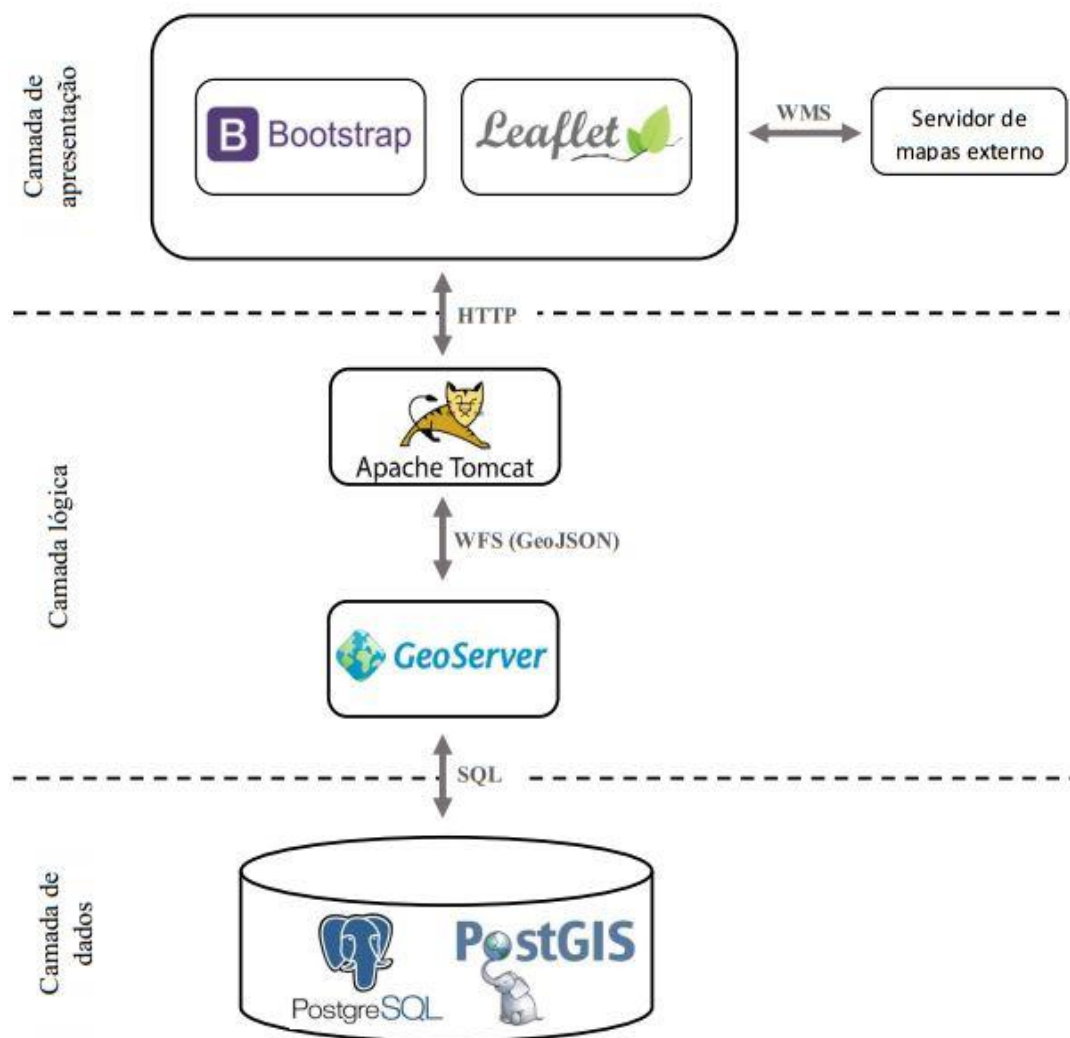 Camada de
apresentação
B Bootstrap
Leaflet
WMS
Servidor de
mapas externo
HTTP
Camada lógica
Apache Tomcat
WFS (GeoJSON)
GeoServer
SQL
Camada de
dados
PostgreSQL
PostGIS